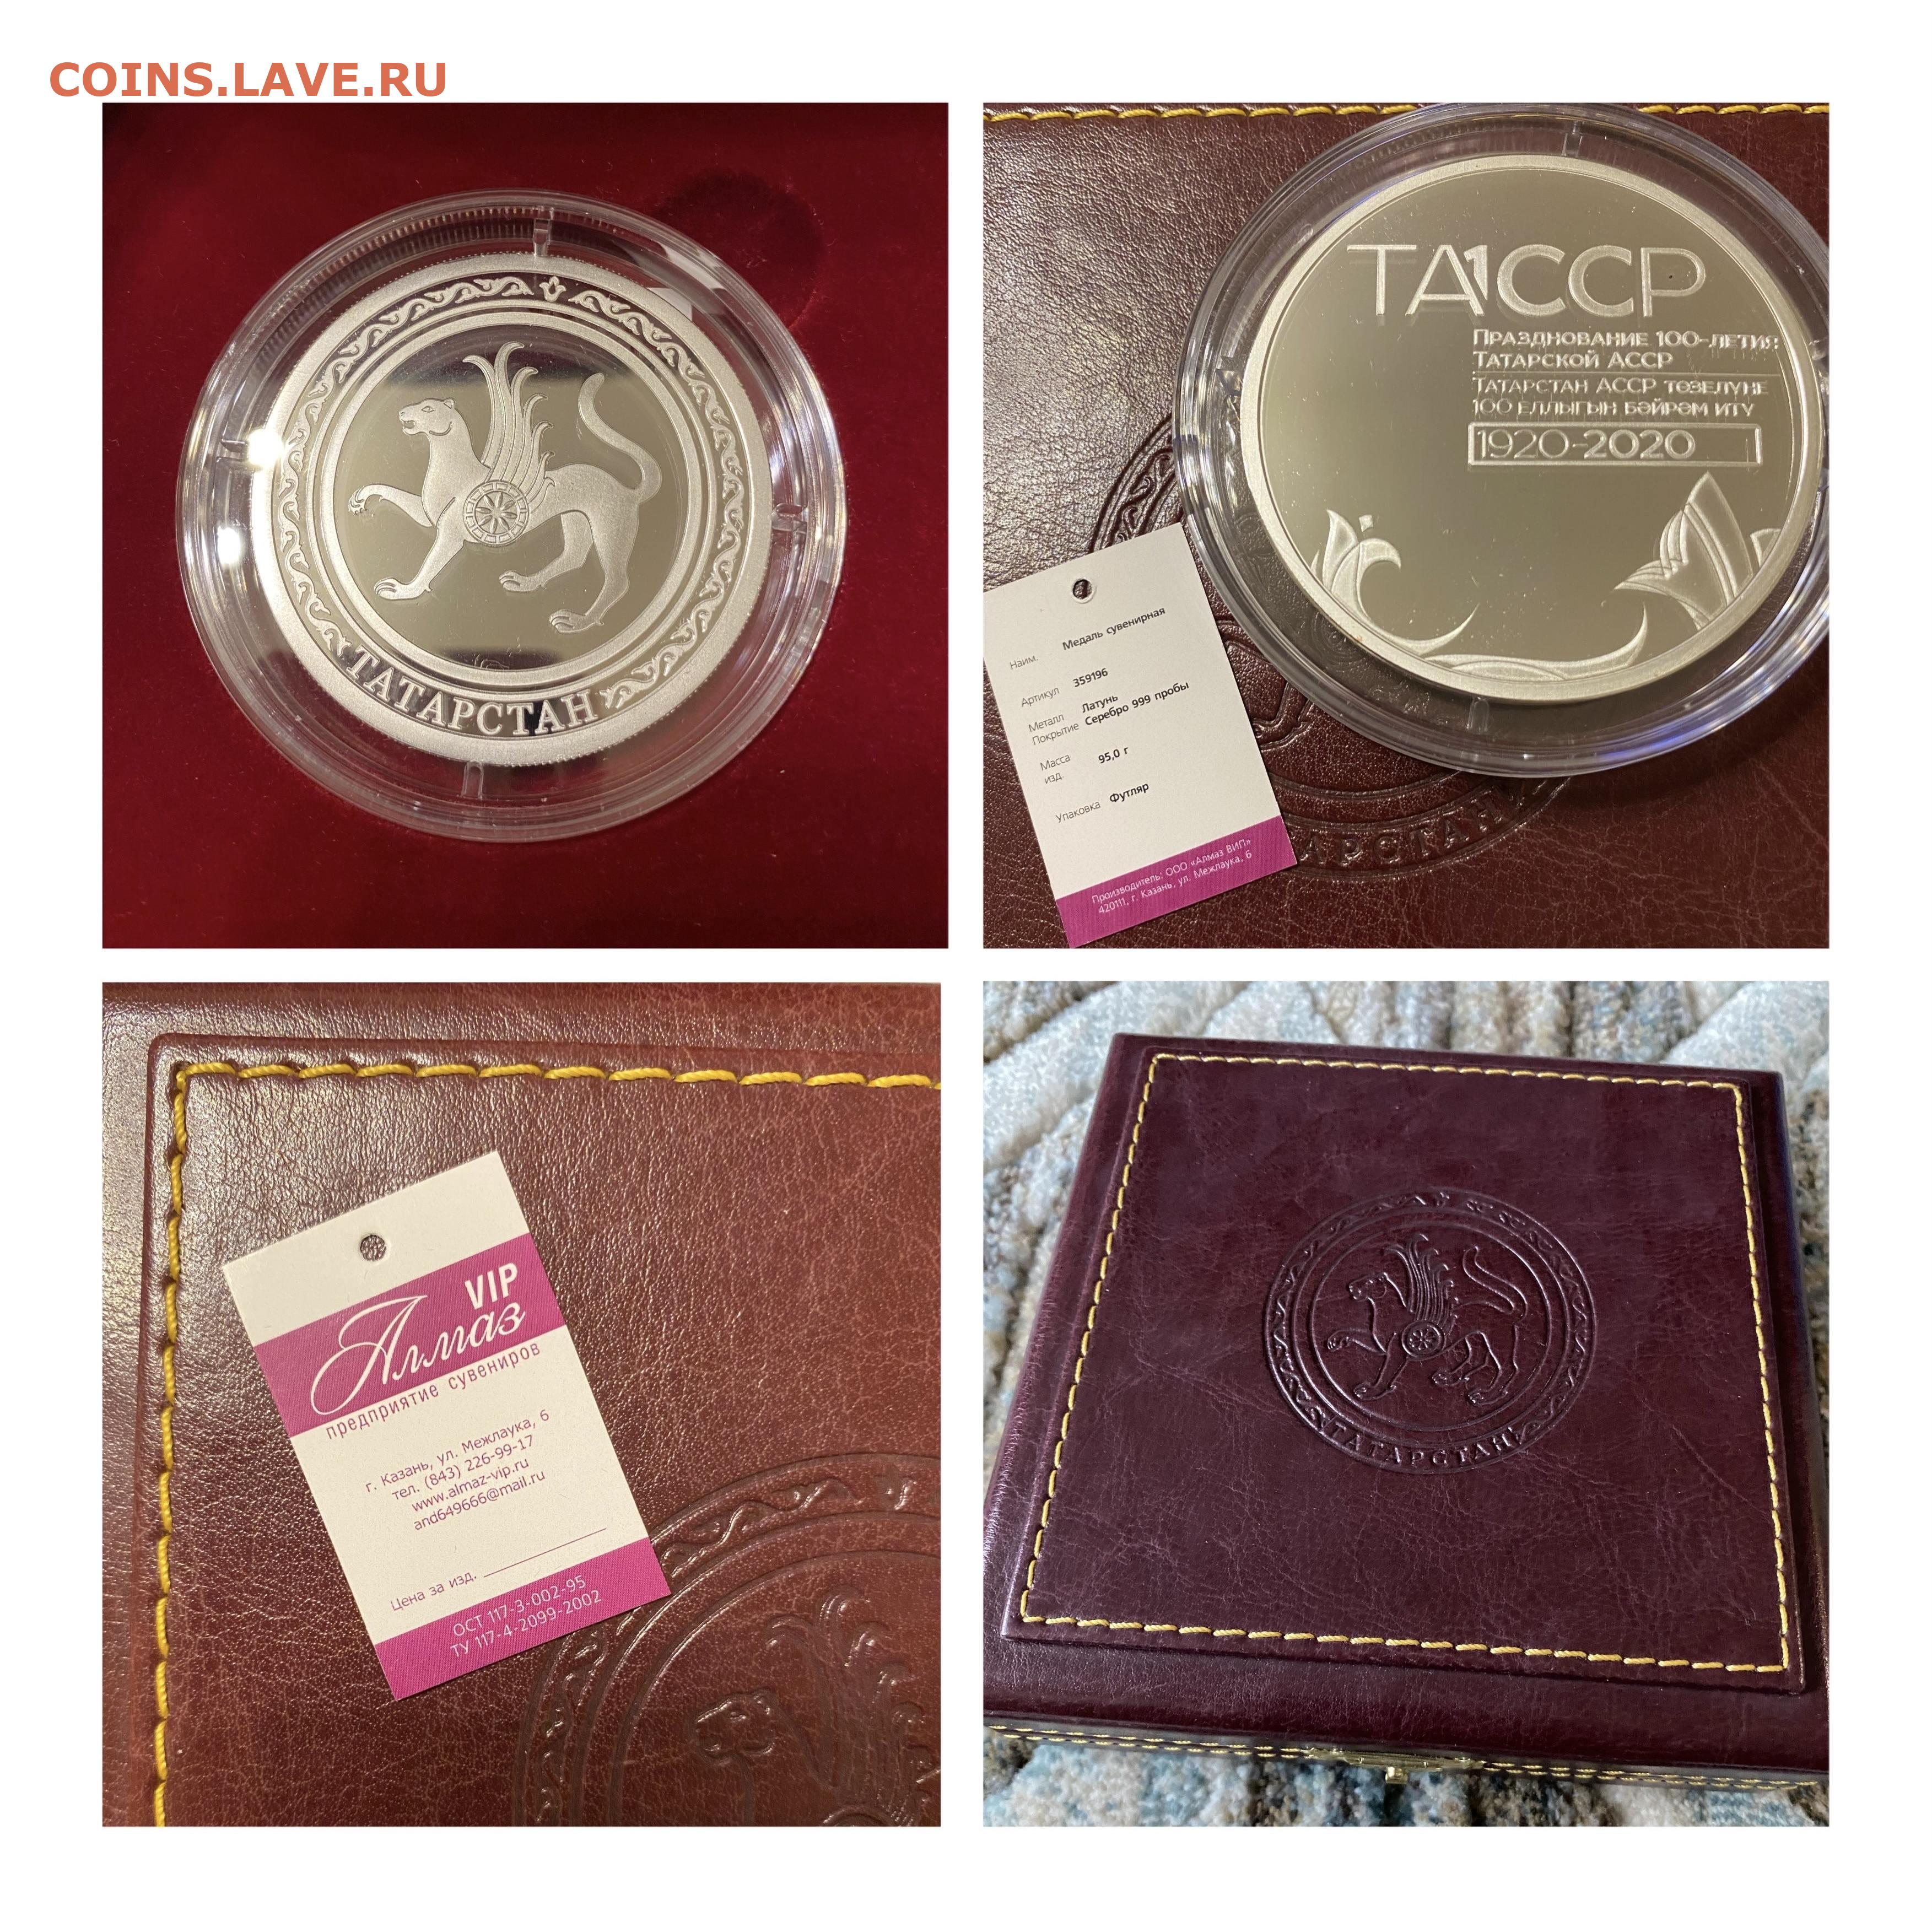 COINS.LAVE.RU
ТАТАРСТАН
ТА1ССР
Празднование 100-летия
Татарской АССР
Татарстан АССР төзелүнең
100 еллыгын бәйрәм итү
1920-2020
Наим. Медаль сувенирная
Артикул 359196
Металл Латунь
Покрытие Серебро 999 пробы
Масса изд. 95,0 г
Упаковка Футляр
Производитель: ООО «Алмаз ВИП»
420111, г. Казань, ул. Межлаука, 6
АРСТАН
VIP
Алмаз
предприятие сувениров
г. Казань, ул. Межлаука, 6
тел. (843) 226-99-17
www.almaz-vip.ru
and649666@mail.ru
Цена за изд.
ОСТ 117-3-002-95
ТУ 117-4-2099-2002
ТАТАРСТАН